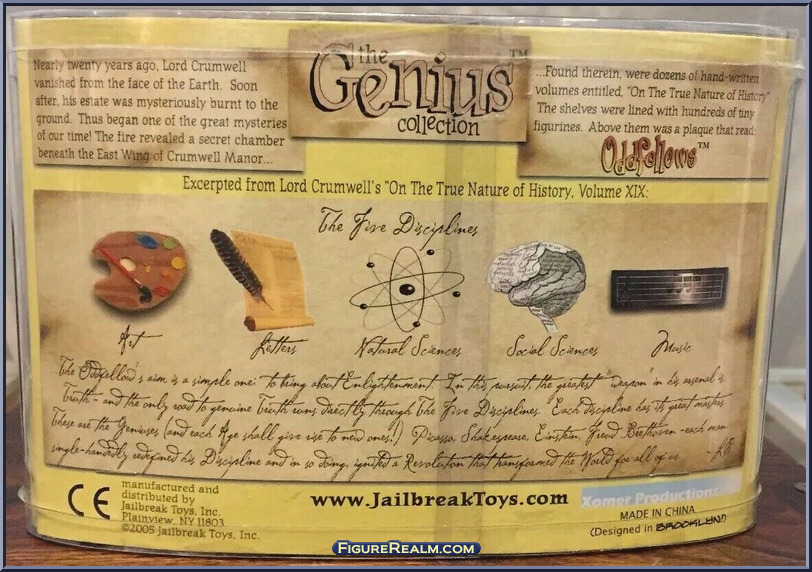 Nearly twenty years ago, Lord Crumwell
vanished from the face of the Earth. Soon
after, his estate was mysteriously burnt to the
ground. Thus began one of the great mysteries
of our time! The fire revealed a secret chamber
beneath the East Wing of Crumwell Manor...
the
Genius™
collection
...Found therein, were dozens of hand-written
volumes entitled, "On The True Nature of History"
The shelves were lined with hundreds of tiny
figurines. Above them was a plaque that read:
Oddfellows™
Excerpted from Lord Crumwell's "On The True Nature of History, Volume XIX:
The Five Disciplines
Art
Letters
Natural Sciences
Social Sciences
Music
...The Oddfellow's aim is a simple one: to bring about Enlightenment. In this pursuit, the greatest "weapon" in his arsenal is
Truth - and the only road to genuine Truth runs directly through The Five Disciplines. Each discipline has its great masters.
These are the Geniuses (and each Age shall give rise to new ones!) Picasso, Shakespeare, Einstein, Freud, Beethoven - each man
single-handedly redefined his Discipline and in so doing, ignited a Revolution that transformed the World for all of us.
CE
manufactured and
distributed by
Jailbreak Toys, Inc.
Plainview, NY 11803
©2005 Jailbreak Toys, Inc.
www.JailbreakToys.com
Xomer Productions
MADE IN CHINA
(Designed in BROOKLYN!)
FigureRealm.com